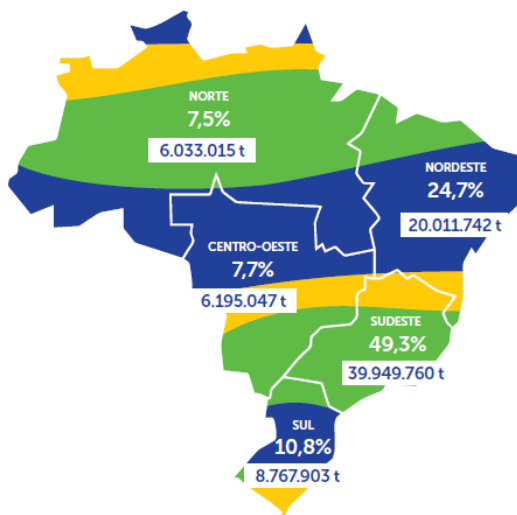 NORTE
7,5%
6.033.015 t
NORDESTE
24,7%
20.011.742 t
CENTRO-OESTE
7,7%
6.195.047 t
SUDESTE
49,3%
39.949.760 t
SUL
10,8%
8.767.903 t